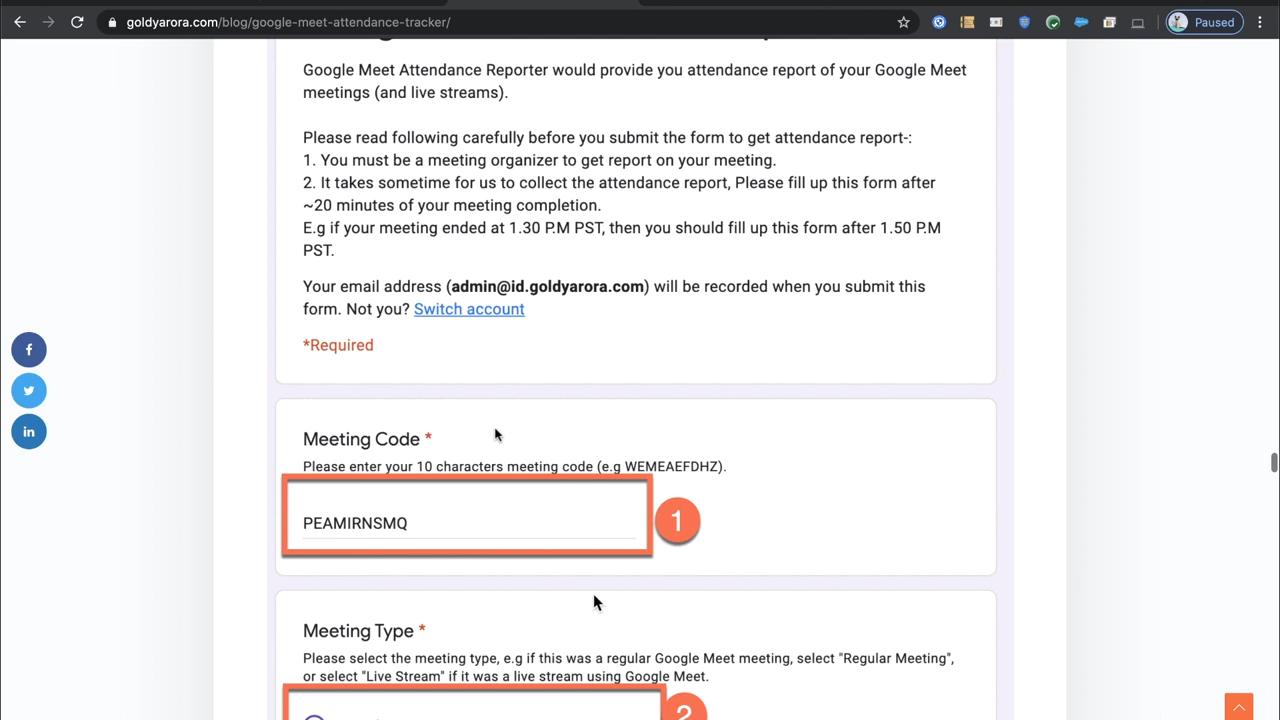 goldyarora.com/blog/google-meet-attendance-tracker/
Paused
Google Meet Attendance Reporter would provide you attendance report of your Google Meet
meetings (and live streams).
Please read following carefully before you submit the form to get attendance report-:
1. You must be a meeting organizer to get report on your meeting.
2. It takes sometime for us to collect the attendance report, Please fill up this form after
~20 minutes of your meeting completion.
E.g if your meeting ended at 1.30 P.M PST, then you should fill up this form after 1.50 P.M
PST.
Your email address (admin@id.goldyarora.com) will be recorded when you submit this
form. Not you? Switch account
*Required
f
in
Meeting Code *
Please enter your 10 characters meeting code (e.g WEMEAEFDHZ).
PEAMIRNSMQ
1
Meeting Type *
Please select the meeting type, e.g if this was a regular Google Meet meeting, select "Regular Meeting",
or select "Live Stream" if it was a live stream using Google Meet.
2